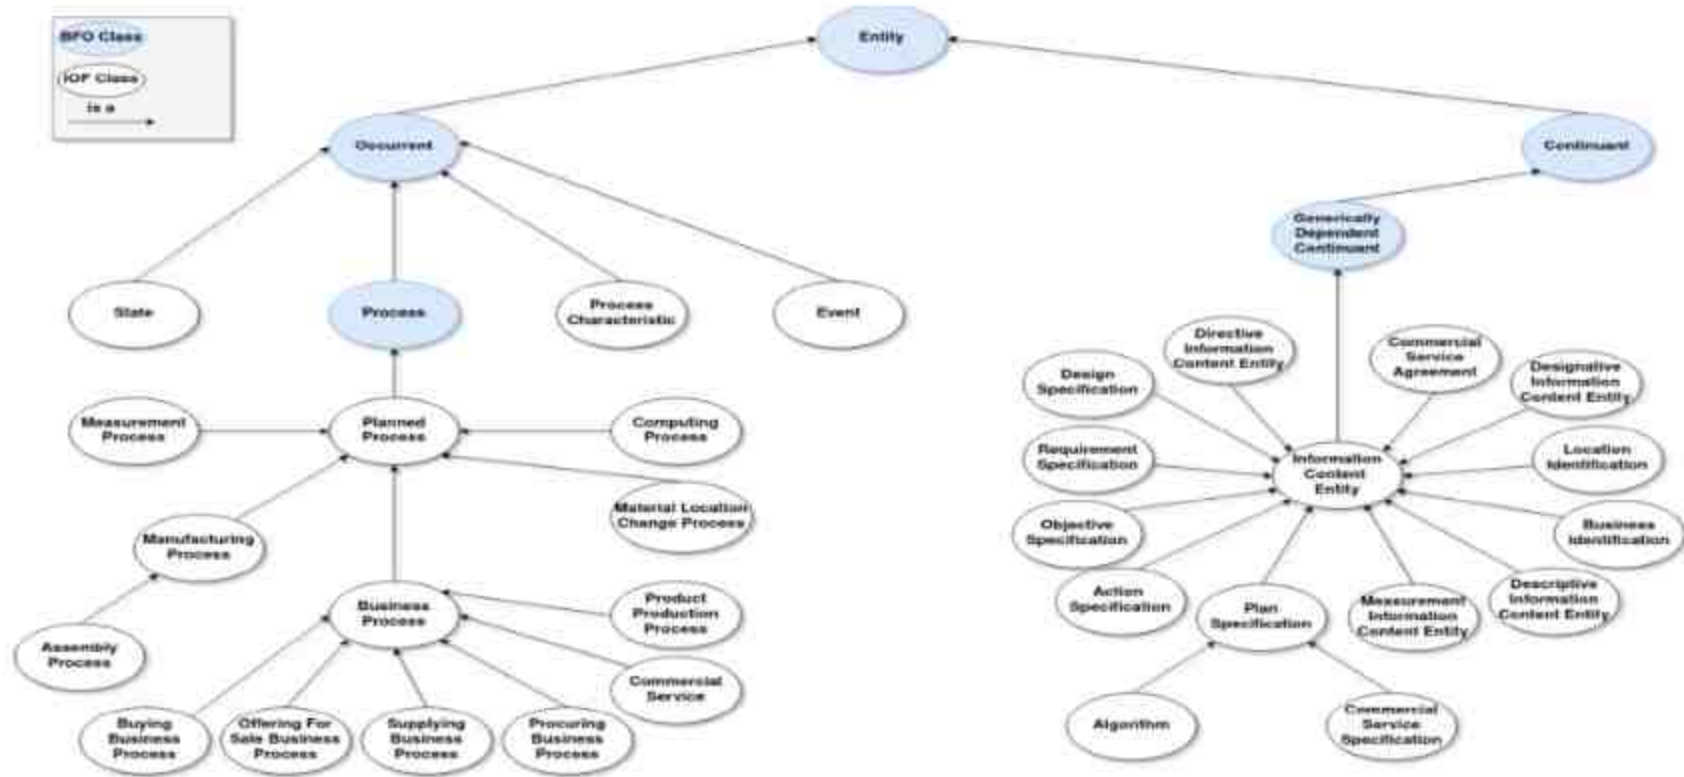 BFO Class
IOF Class
is a
Entity
Occurrent
Continuant
Generically
Dependent
Continuant
State
Process
Process
Characteristic
Event
Measurement
Process
Planned
Process
Computing
Process
Material Location
Change Process
Manufacturing
Process
Assembly
Process
Business
Process
Product
Production
Process
Commercial
Service
Buying
Business
Process
Offering For
Sale Business
Process
Supplying
Business
Process
Procuring
Business
Process
Directive
Information
Content Entity
Commercial
Service
Agreement
Design
Specification
Designative
Information
Content Entity
Requirement
Specification
Information
Content
Entity
Location
Identification
Objective
Specification
Business
Identification
Action
Specification
Plan
Specification
Measurement
Information
Content Entity
Descriptive
Information
Content Entity
Algorithm
Commercial
Service
Specification